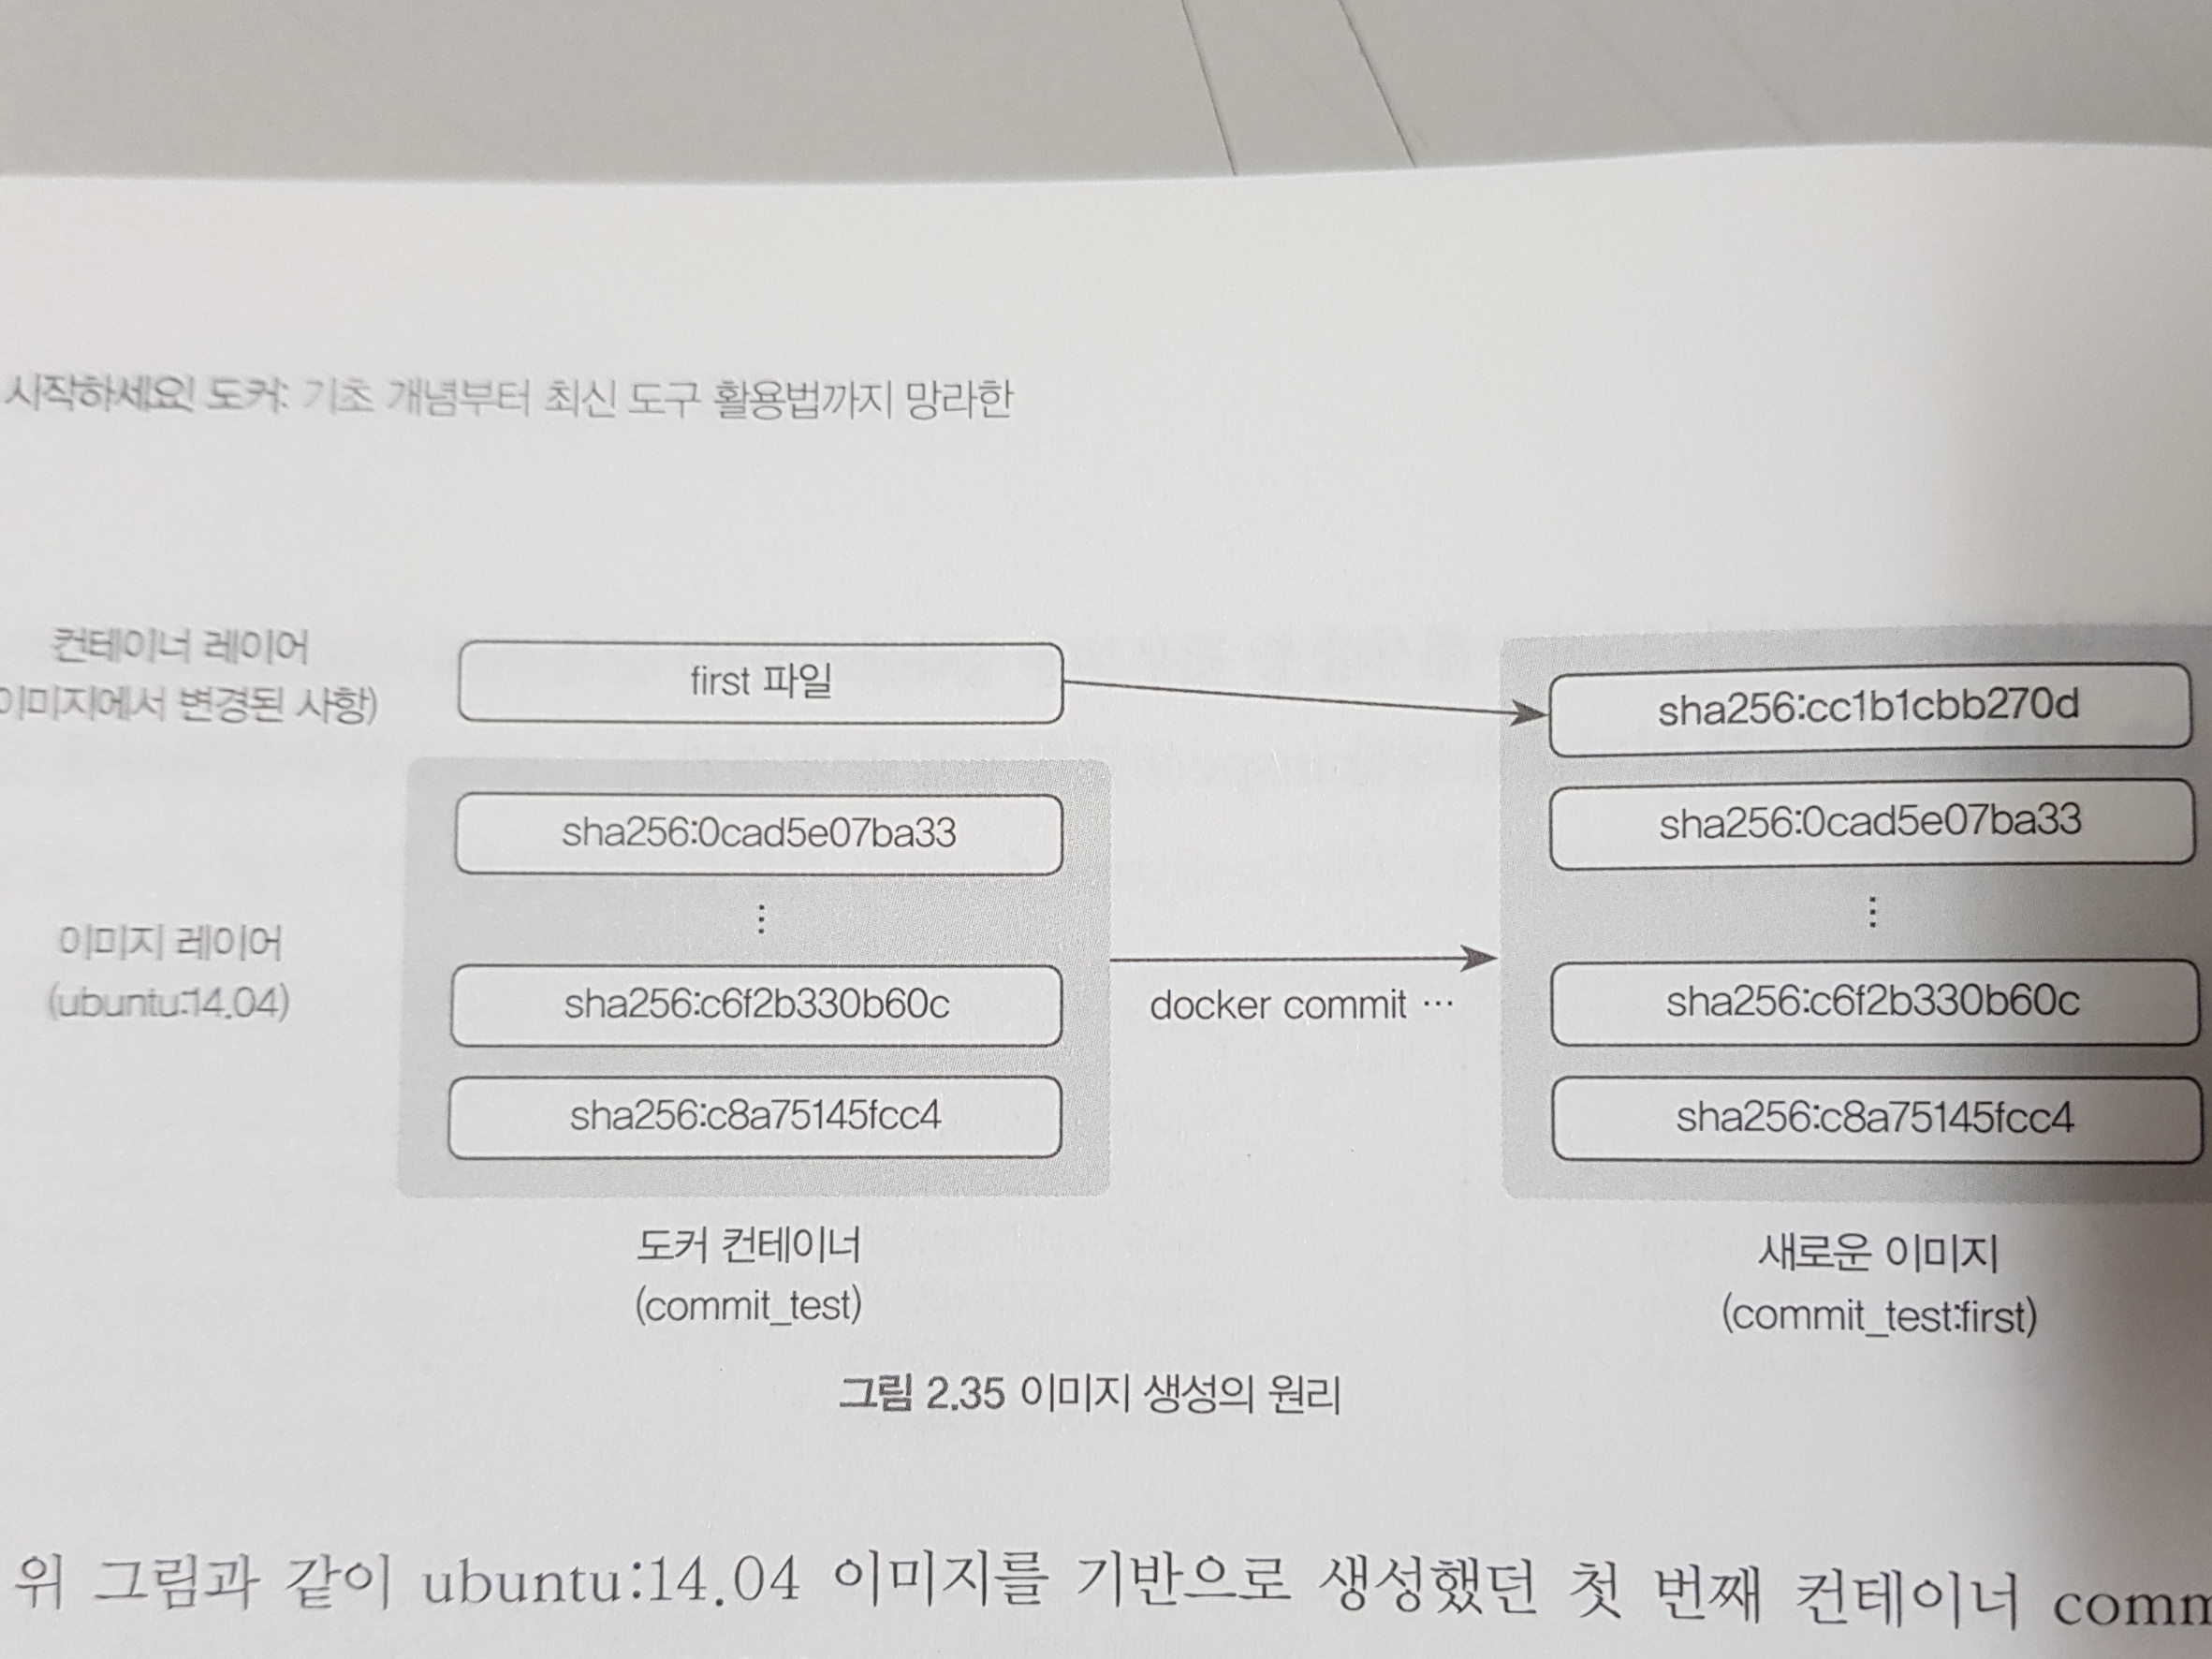 시작하세요! 도커: 기초 개념부터 최신 도구 활용법까지 망라한
컨테이너 레이어
이미지에서 변경된 사항)
first 파일
sha256:0cad5e07ba33
⋮
이미지 레이어
(ubuntu:14.04)
sha256:c6f2b330b60c
sha256:c8a75145fcc4
도커 컨테이너
(commit_test)
docker commit ⋯
sha256:cc1b1cbb270d
sha256:0cad5e07ba33
⋮
sha256:c6f2b330b60c
sha256:c8a75145fcc4
새로운 이미지
(commit_test:first)
그림 2.35 이미지 생성의 원리
위 그림과 같이 ubuntu:14.04 이미지를 기반으로 생성했던 첫 번째 컨테이너 comm